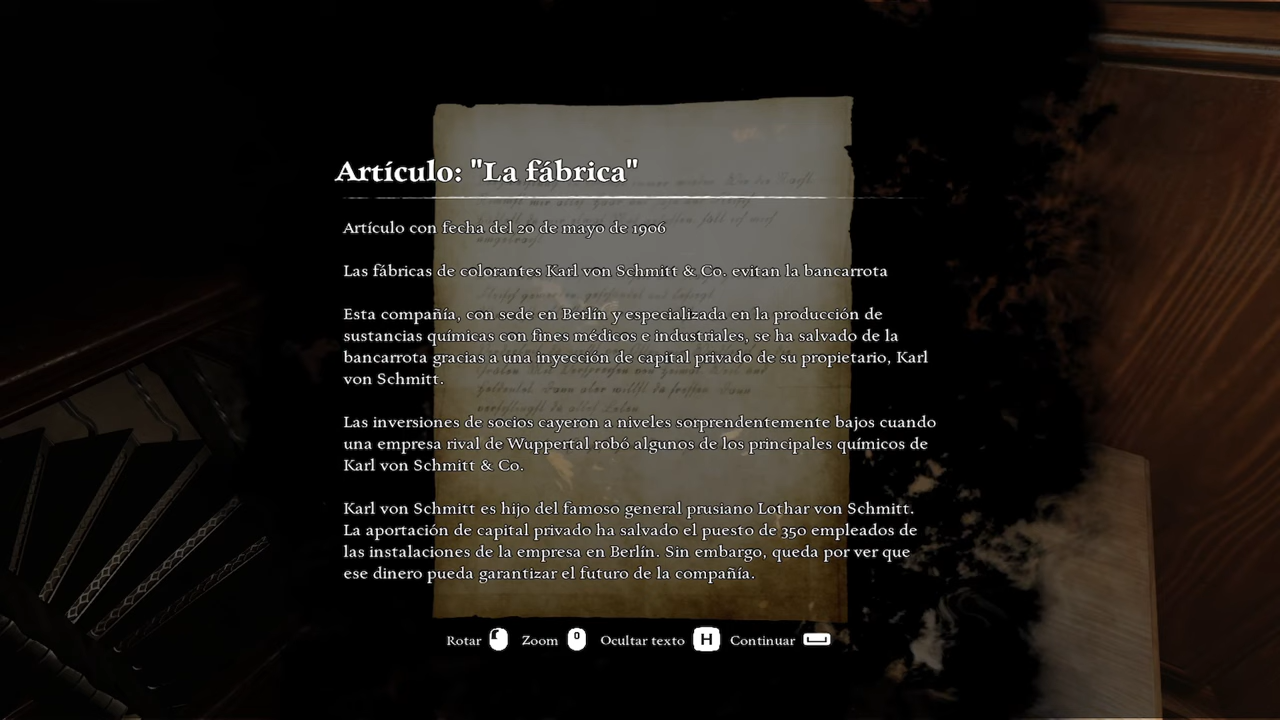 Artículo: "La fábrica"
Artículo con fecha del 20 de mayo de 1906
Las fábricas de colorantes Karl von Schmitt & Co. evitan la bancarrota
Esta compañía, con sede en Berlín y especializada en la producción de
sustancias químicas con fines médicos e industriales, se ha salvado de la
bancarrota gracias a una inyección de capital privado de su propietario, Karl
von Schmitt.
Las inversiones de socios cayeron a niveles sorprendentemente bajos cuando
una empresa rival de Wuppertal robó algunos de los principales químicos de
Karl von Schmitt & Co.
Karl von Schmitt es hijo del famoso general prusiano Lothar von Schmitt.
La aportación de capital privado ha salvado el puesto de 350 empleados de
las instalaciones de la empresa en Berlín. Sin embargo, queda por ver que
ese dinero pueda garantizar el futuro de la compañía.
Rotar Zoom Ocultar texto H Continuar